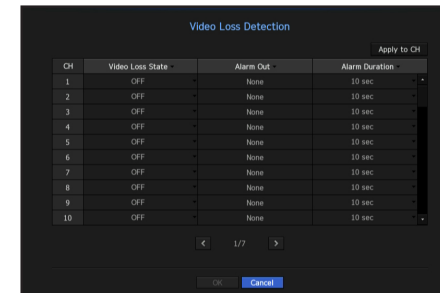 Video Loss Detection
Apply to CH
CH Video Loss State Alarm Out Alarm Duration
1 OFF None 10 sec
2 OFF None 10 sec
3 OFF None 10 sec
4 OFF None 10 sec
5 OFF None 10 sec
6 OFF None 10 sec
7 OFF None 10 sec
8 OFF None 10 sec
9 OFF None 10 sec
10 OFF None 10 sec
< 1/7 >
OK Cancel